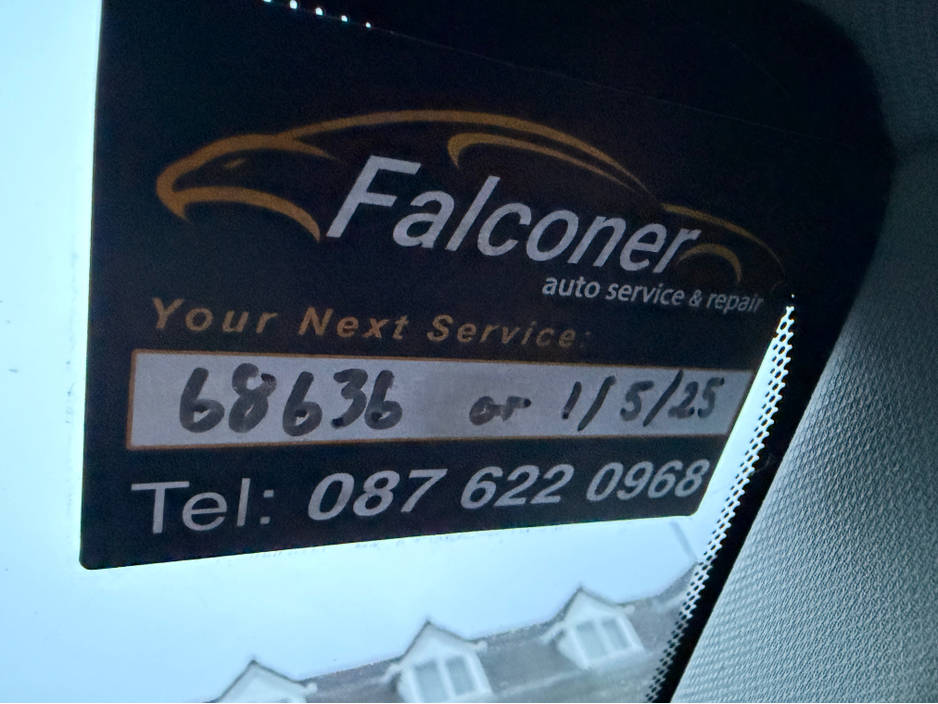 Falconer
auto service & repair
Your Next Service:
68636 or 1/5/25
Tel: 087 622 0968